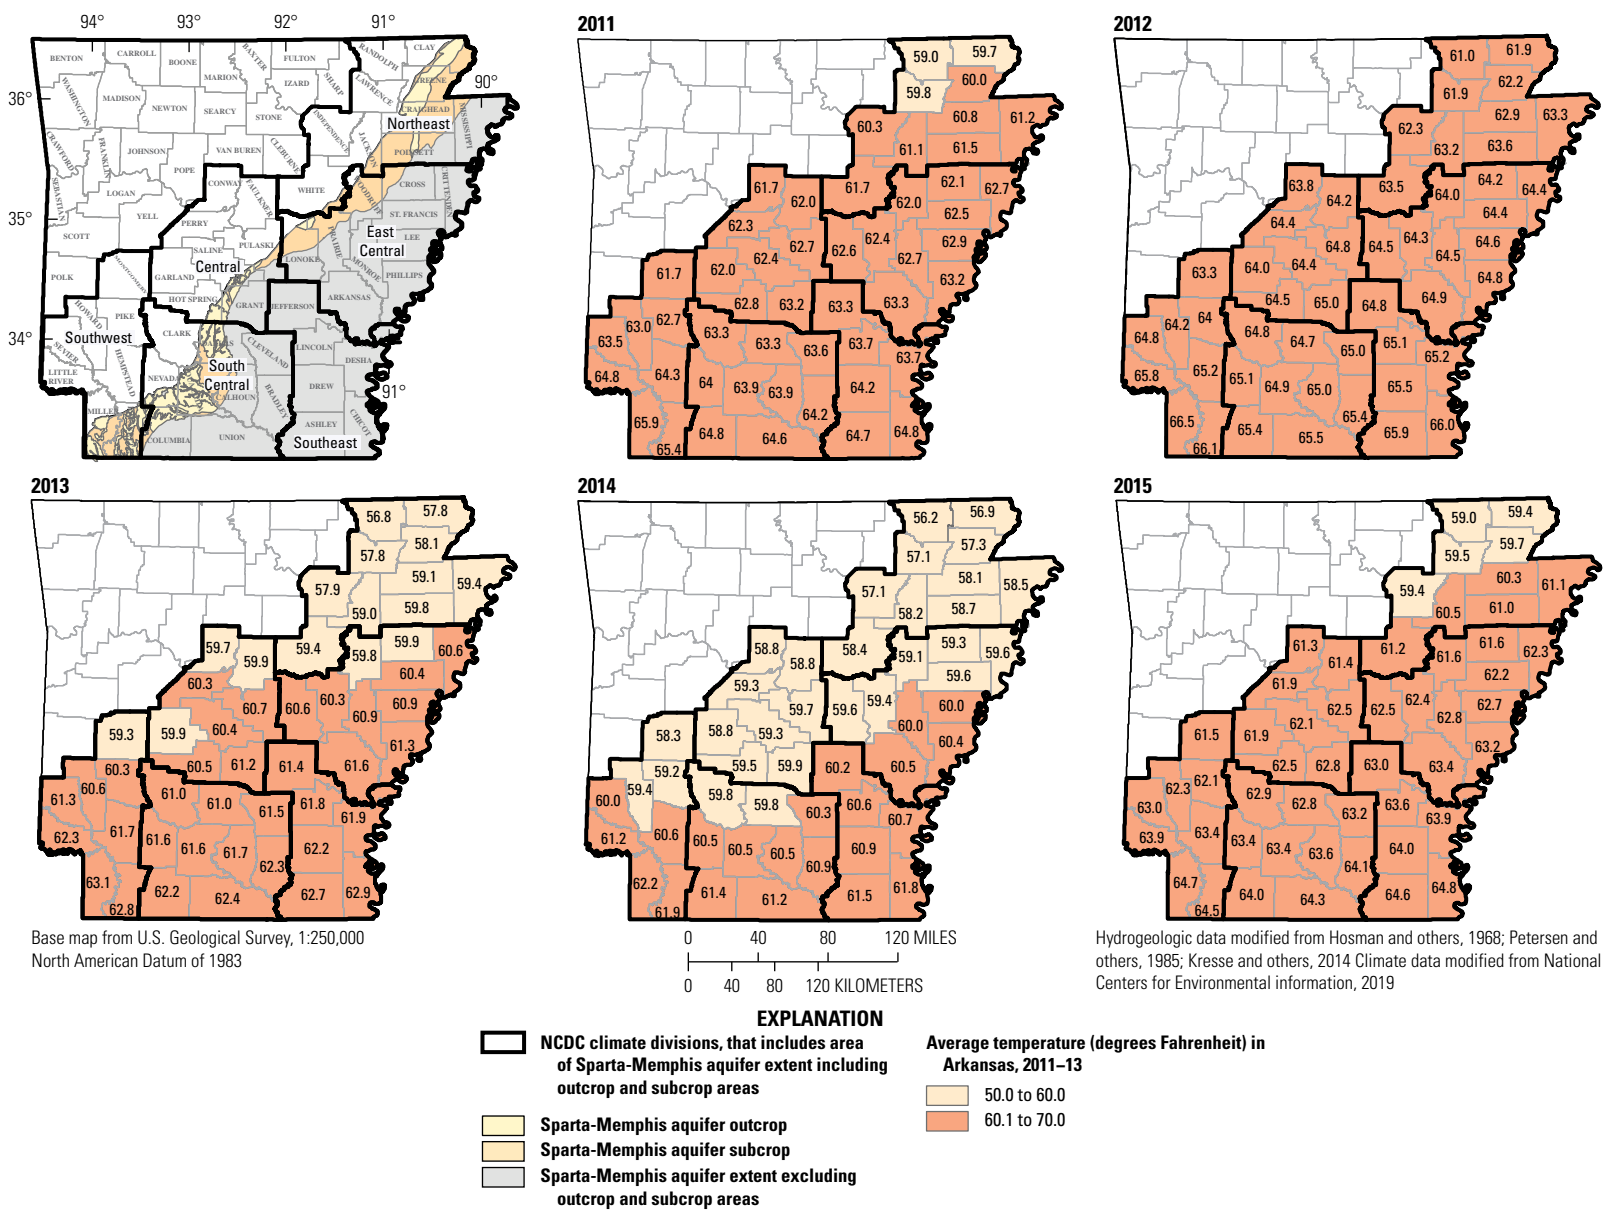 94°
93°
92°
91°
36°
35°
34°
90°
91°
BENTON
CARROLL
BOONE
BAXTER
FULTON
RANDOLPH
CLAY
WASHINGTON
MADISON
NEWTON
MARION
SEARCY
IZARD
SHARP
LAWRENCE
GREENE
STONE
INDEPENDENCE
CRAIGHEAD
MISSISSIPPI
Northeast
CRAWFORD
FRANKLIN
JOHNSON
VAN BUREN
CLEBURNE
JACKSON
POINSETT
SEBASTIAN
LOGAN
POPE
CONWAY
FAULKNER
WHITE
WOODRUFF
CROSS
CRITTENDEN
SCOTT
YELL
PERRY
PULASKI
ST. FRANCIS
LEE
East
Central
PRAIRIE
LONOKE
MONROE
PHILLIPS
POLK
MONTGOMERY
SALINE
Central
GARLAND
HOT SPRING
GRANT
JEFFERSON
ARKANSAS
HOWARD
PIKE
CLARK
DALLAS
CLEVELAND
LINCOLN
DESHA
Southwest
SEVIER
HEMPSTEAD
LITTLE
RIVER
NEVADA
South
Central
CALHOUN
BRADLEY
DREW
MILLER
COLUMBIA
UNION
ASHLEY
CHICOT
Southeast
2011
59.0
59.7
59.8
60.0
60.3
60.8
61.2
61.1
61.5
61.7
62.0
61.7
62.0
62.1
62.7
62.5
62.3
62.7
62.6
62.4
62.9
62.4
62.7
61.7
62.0
63.2
62.8
63.2
63.3
63.3
63.0
62.7
63.3
63.5
63.3
63.6
63.7
63.7
64.8
64.3
64
63.9
63.9
64.2
64.2
65.9
64.8
64.6
64.7
64.8
65.4
2012
61.0
61.9
61.9
62.2
62.3
62.9
63.3
63.2
63.6
63.8
64.2
63.5
64.0
64.2
64.4
64.4
64.4
64.8
64.5
64.3
64.6
64.4
64.5
63.3
64.0
64.8
64.5
65.0
64.8
64.9
64.2
64
64.8
64.8
64.7
65.0
65.1
65.2
65.8
65.2
65.1
64.9
65.0
65.4
65.5
66.5
65.4
65.5
65.9
66.0
66.1
2013
56.8
57.8
57.8
58.1
57.9
59.1
59.4
59.0
59.8
59.7
59.9
59.4
59.8
59.9
60.6
60.4
60.3
60.7
60.6
60.3
60.9
60.4
60.9
59.3
59.9
61.3
60.5
61.2
61.4
61.6
60.6
60.3
61.0
61.3
61.0
61.5
61.8
61.9
62.3
61.7
61.6
61.6
61.7
62.3
62.2
63.1
62.2
62.4
62.7
62.9
62.8
2014
56.2
56.9
57.1
57.3
57.1
58.1
58.5
58.2
58.7
58.8
58.8
58.4
59.1
59.3
59.6
59.6
59.3
59.7
59.6
59.4
60.0
59.3
60.0
58.3
58.8
60.4
59.5
59.9
60.2
60.5
59.4
59.2
59.8
60.0
59.8
60.3
60.6
60.7
61.2
60.6
60.5
60.5
60.5
60.9
60.9
62.2
61.4
61.2
61.5
61.8
61.9
2015
59.0
59.4
59.5
59.7
59.4
60.3
61.1
60.5
61.0
61.3
61.4
61.2
61.6
61.6
62.3
62.2
61.9
62.5
62.5
62.4
62.7
62.1
62.8
61.5
61.9
63.2
62.5
62.8
63.0
63.4
62.3
62.1
62.9
63.0
62.8
63.2
63.6
63.9
63.9
63.4
63.4
63.4
63.6
64.1
64.0
64.7
64.0
64.3
64.6
64.8
64.5
Base map from U.S. Geological Survey, 1:250,000
North American Datum of 1983
0 40 80 120 MILES
0 40 80 120 KILOMETERS
Hydrogeologic data modified from Hosman and others, 1968; Petersen and
others, 1985; Kresse and others, 2014 Climate data modified from National
Centers for Environmental information, 2019
EXPLANATION
NCDC climate divisions, that includes area
of Sparta-Memphis aquifer extent including
outcrop and subcrop areas
Sparta-Memphis aquifer outcrop
Sparta-Memphis aquifer subcrop
Sparta-Memphis aquifer extent excluding
outcrop and subcrop areas
Average temperature (degrees Fahrenheit) in
Arkansas, 2011–13
50.0 to 60.0
60.1 to 70.0